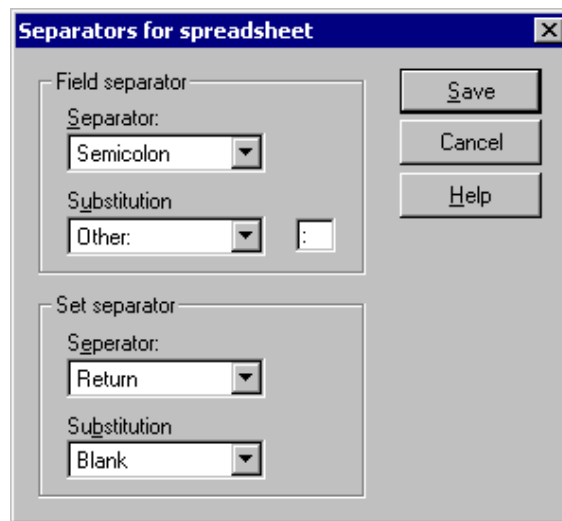 Separators for spreadsheet
Field separator
Separator:
Semicolon
Substitution
Other:
:
Set separator
Seperator:
Return
Substitution
Blank
Save
Cancel
Help